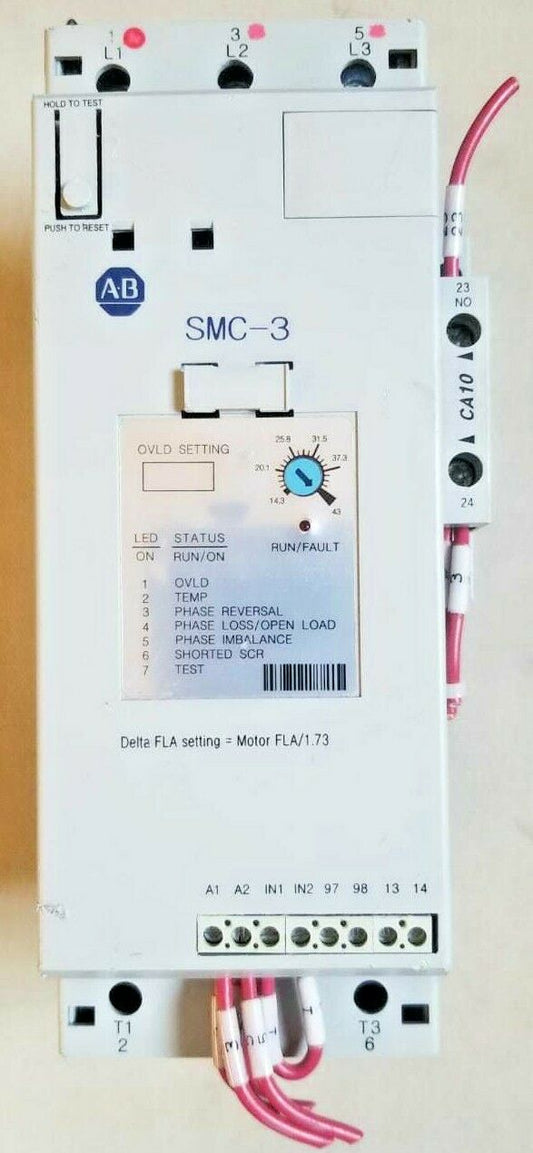 1 3 5
L1 L2 L3
HOLD TO TEST
PUSH TO RESET
A-B
SMC-3
23
NO
CA10
24
OVLD SETTING
25.8 31.5
20.1 37.3
14.3 43
RUN/FAULT
LED STATUS
ON RUN/ON
1 OVLD
2 TEMP
3 PHASE REVERSAL
4 PHASE LOSS/OPEN LOAD
5 PHASE IMBALANCE
6 SHORTED SCR
7 TEST
3
Delta FLA setting = Motor FLA/1.73
A1 A2 IN1 IN2 97 98 13 14
T1 T3
2 6